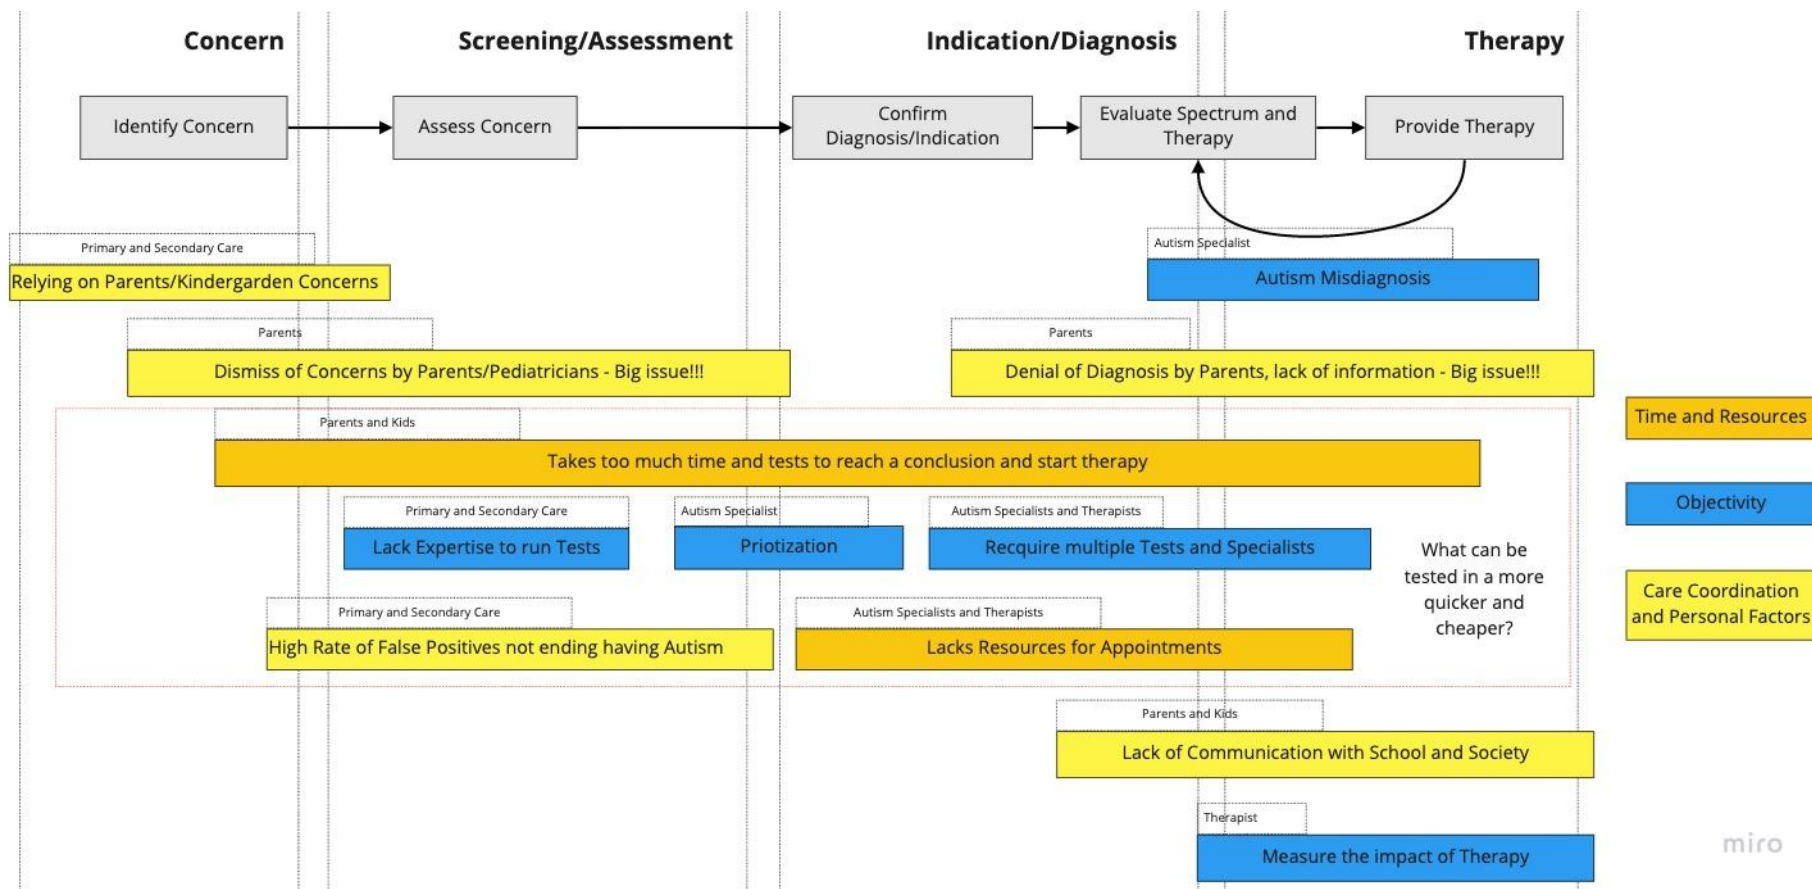 Concern
Screening/Assessment
Indication/Diagnosis
Therapy
Identify Concern
Assess Concern
Confirm
Diagnosis/Indication
Evaluate Spectrum and
Therapy
Provide Therapy
Primary and Secondary Care
Relying on Parents/Kindergarden Concerns
Autism Specialist
Autism Misdiagnosis
Parents
Dismiss of Concerns by Parents/Pediatricians - Big issue!!!
Parents
Denial of Diagnosis by Parents, lack of information - Big issue!!!
Parents and Kids
Takes too much time and tests to reach a conclusion and start therapy
Primary and Secondary Care
Lack Expertise to run Tests
Autism Specialist
Priotization
Autism Specialists and Therapists
Recquire multiple Tests and Specialists
What can be
tested in a more
quicker and
cheaper?
Primary and Secondary Care
High Rate of False Positives not ending having Autism
Autism Specialists and Therapists
Lacks Resources for Appointments
Parents and Kids
Lack of Communication with School and Society
Therapist
Measure the impact of Therapy
Time and Resources
Objectivity
Care Coordination
and Personal Factors
miro